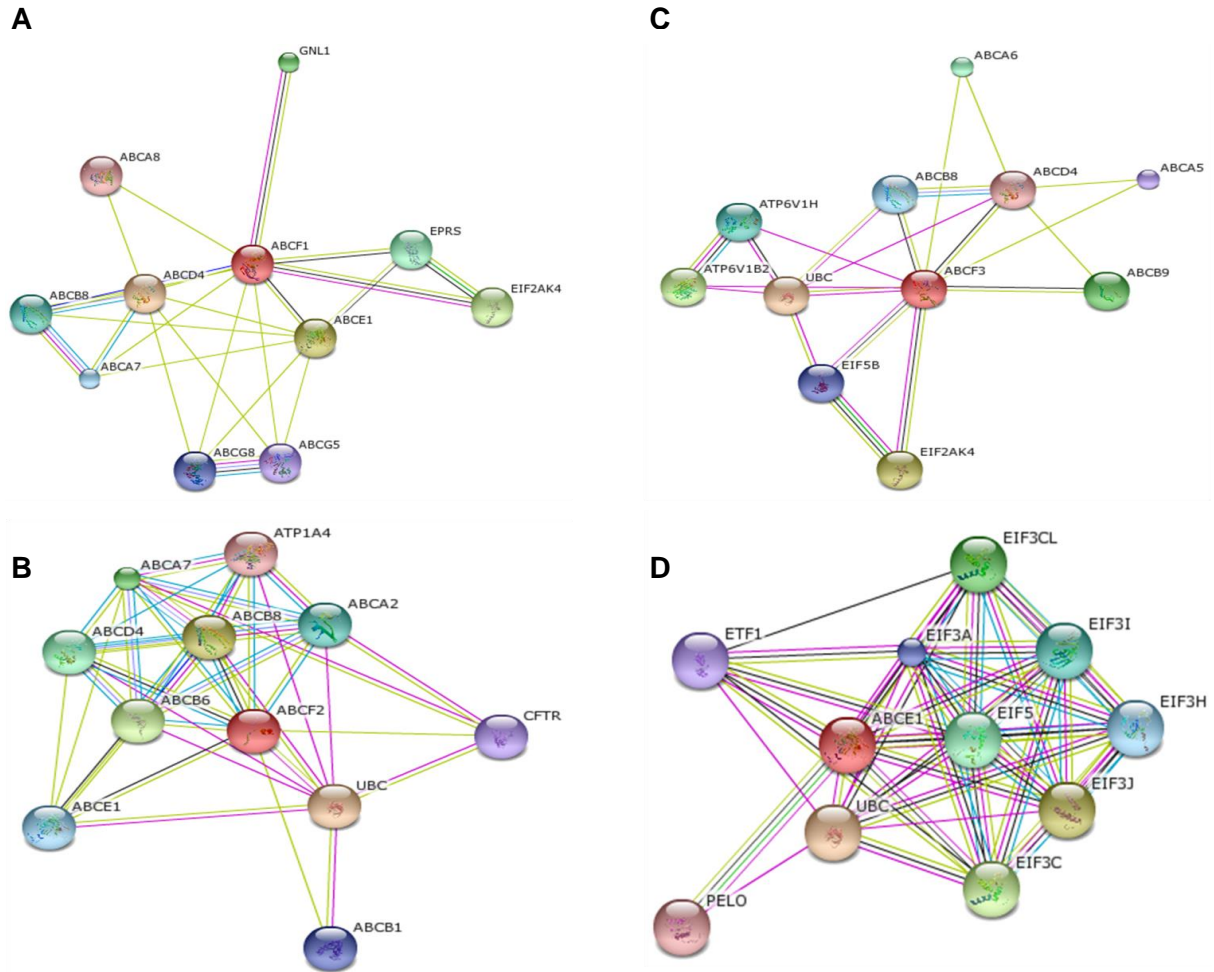 A
GNL1
ABCA8
ABCF1
EPRS
ABCD4
EIF2AK4
ABCB8
ABCE1
ABCA7
ABCG8
ABCG5
C
ABCA6
ABCB8
ABCD4
ABCA5
ATP6V1H
ATP6V1B2
UBC
ABCF3
ABCB9
EIF5B
EIF2AK4
B
ATP1A4
ABCA7
ABCA2
ABCB8
ABCD4
ABCB6
ABCF2
CFTR
UBC
ABCE1
ABCB1
D
EIF3CL
ETF1
EIF3A
EIF3I
EIF3H
ABCE1
EIF5
EIF3J
UBC
EIF3C
PELO